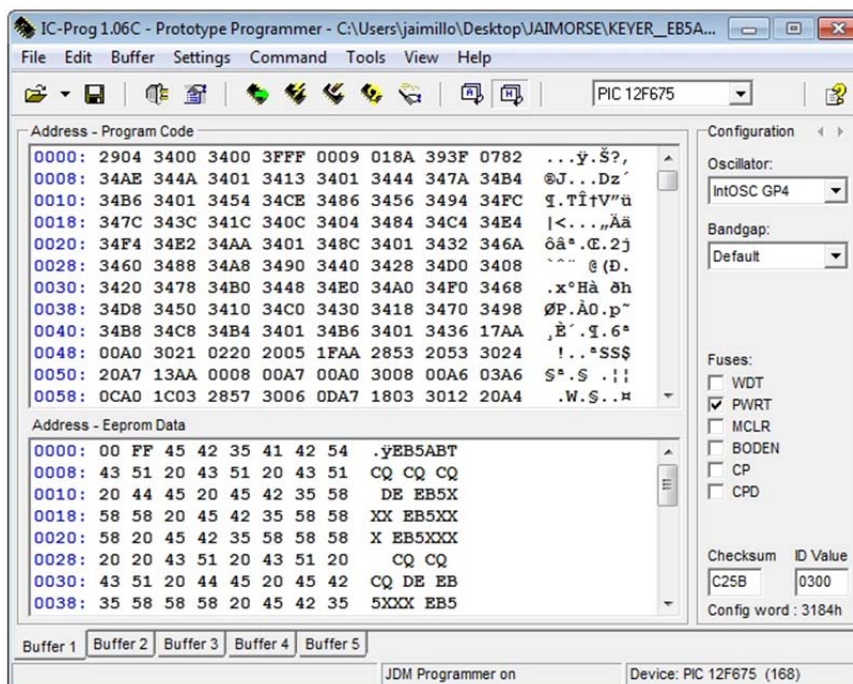 IC-Prog 1.06C - Prototype Programmer - C:\Users\jaimillo\Desktop\JAIMORSE\KEYER__EB5A...
File Edit Buffer Settings Command Tools View Help
PIC 12F675
Address - Program Code
0000: 2904 3400 3400 3FFF 0009 018A 393F 0782 ...ÿ.Š?‚
0008: 34AE 344A 3401 3413 3401 3444 347A 34B4 ®J...Dz´
0010: 34B6 3401 3454 34CE 3486 3456 3494 34FC ¶.TÎ†V”ü
0018: 347C 343C 341C 340C 3404 3484 34C4 34E4 |<...„Ää
0020: 34F4 34E2 34AA 3401 348C 3401 3432 346A ôâª.Œ.2j
0028: 3460 3488 34A8 3490 3440 3428 34D0 3408 `ˆ¨ @(Ð.
0030: 3420 3478 34B0 3448 34E0 34A0 34F0 3468 .x°Hà ðh
0038: 34D8 3450 3410 34C0 3430 3418 3470 3498 ØP.À0.p˜
0040: 34B8 34C8 34B4 3401 34B6 3401 3436 17AA ¸È´.¶.6ª
0048: 00A0 3021 0220 2005 1FAA 2853 2053 3024 !..ªSS$
0050: 20A7 13AA 0008 00A7 00A0 3008 00A6 03A6 §ª.§ .¦¦
0058: 0CA0 1C03 2857 3006 0DA7 1803 3012 20A4 .W.§..¤
Address - Eeprom Data
0000: 00 FF 45 42 35 41 42 54 .ÿEB5ABT
0008: 43 51 20 43 51 20 43 51 CQ CQ CQ
0010: 20 44 45 20 45 42 35 58 DE EB5X
0018: 58 58 20 45 42 35 58 58 XX EB5XX
0020: 58 20 45 42 35 58 58 58 X EB5XXX
0028: 20 20 43 51 20 43 51 20 CQ CQ
0030: 43 51 20 44 45 20 45 42 CQ DE EB
0038: 35 58 58 58 20 45 42 35 5XXX EB5
Configuration
Oscillator:
IntOSC GP4
Bandgap:
Default
Fuses:
WDT
PWRT
MCLR
BODEN
CP
CPD
Checksum ID Value
C25B 0300
Config word : 3184h
Buffer 1 Buffer 2 Buffer 3 Buffer 4 Buffer 5
JDM Programmer on Device: PIC 12F675 (168)